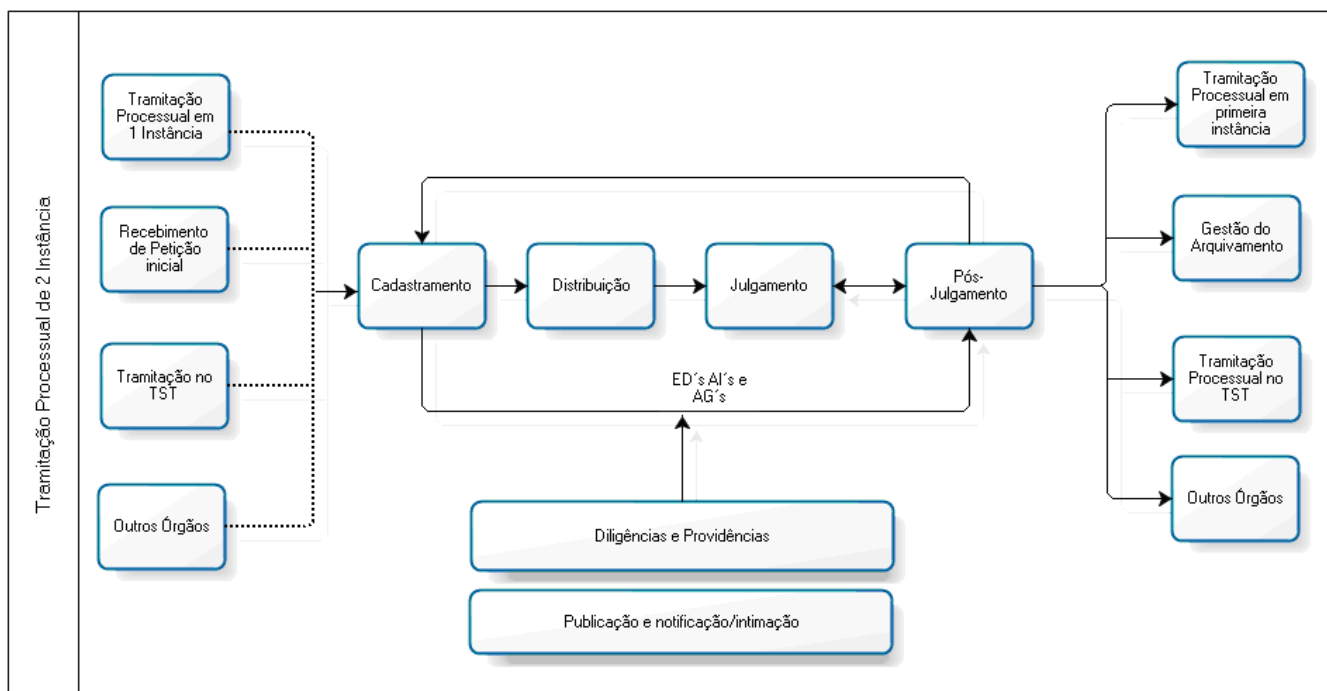 Tramitação Processual de 2 Instância
Tramitação
Processual em
1 Instância
Recebimento
de Petição
inicial
Tramitação no
TST
Outros Órgãos
Cadastramento
Distribuição
Julgamento
Pós-
Julgamento
ED´s AI´s e
AG´s
Diligências e Providências
Publicação e notificação/intimação
Tramitação
Processual em
primeira
instância
Gestão do
Arquivamento
Tramitação
Processual no
TST
Outros Órgãos